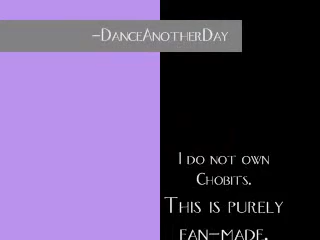 -DanceAnotherDay
I do not own
Chobits.
This is purely
fan-made.